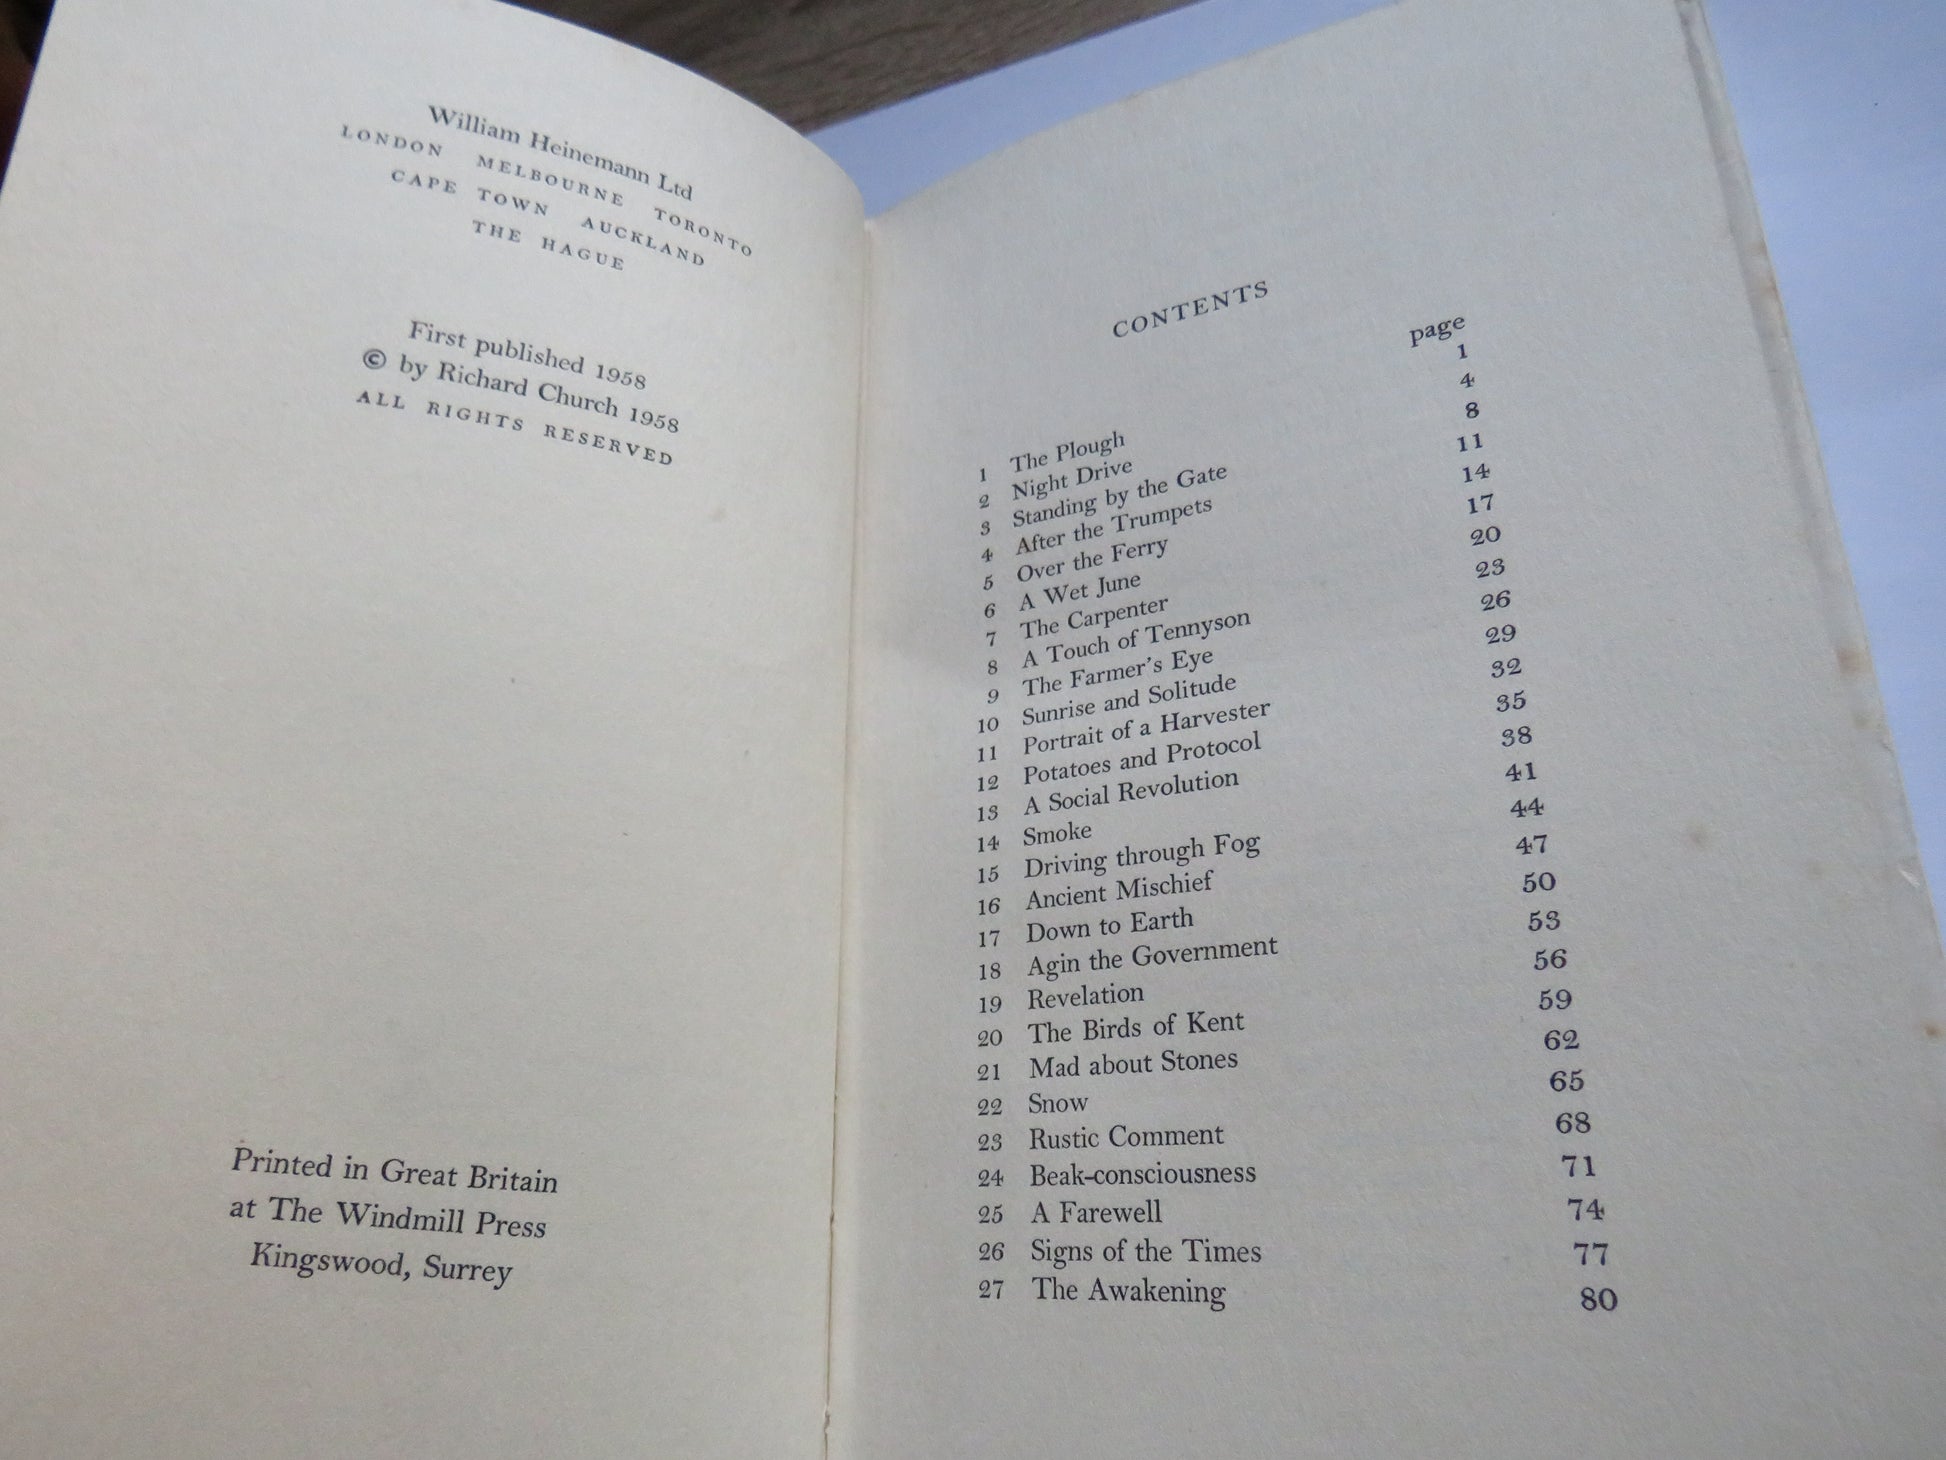 William Heinemann Ltd
LONDON MELBOURNE TORONTO
CAPE TOWN AUCKLAND
THE HAGUE
First published 1958
© by Richard Church 1958
ALL RIGHTS RESERVED
Printed in Great Britain
at The Windmill Press
Kingswood, Surrey
CONTENTS
page
1 The Plough 1
2 Night Drive 4
3 Standing by the Gate 8
4 After the Trumpets 11
5 Over the Ferry 14
6 A Wet June 17
7 The Carpenter 20
8 A Touch of Tennyson 23
9 The Farmer's Eye 26
10 Sunrise and Solitude 29
11 Portrait of a Harvester 32
12 Potatoes and Protocol 35
13 A Social Revolution 38
14 Smoke 41
15 Driving through Fog 44
16 Ancient Mischief 47
17 Down to Earth 50
18 Agin the Government 53
19 Revelation 56
20 The Birds of Kent 59
21 Mad about Stones 62
22 Snow 65
23 Rustic Comment 68
24 Beak-consciousness 71
25 A Farewell 74
26 Signs of the Times 77
27 The Awakening 80